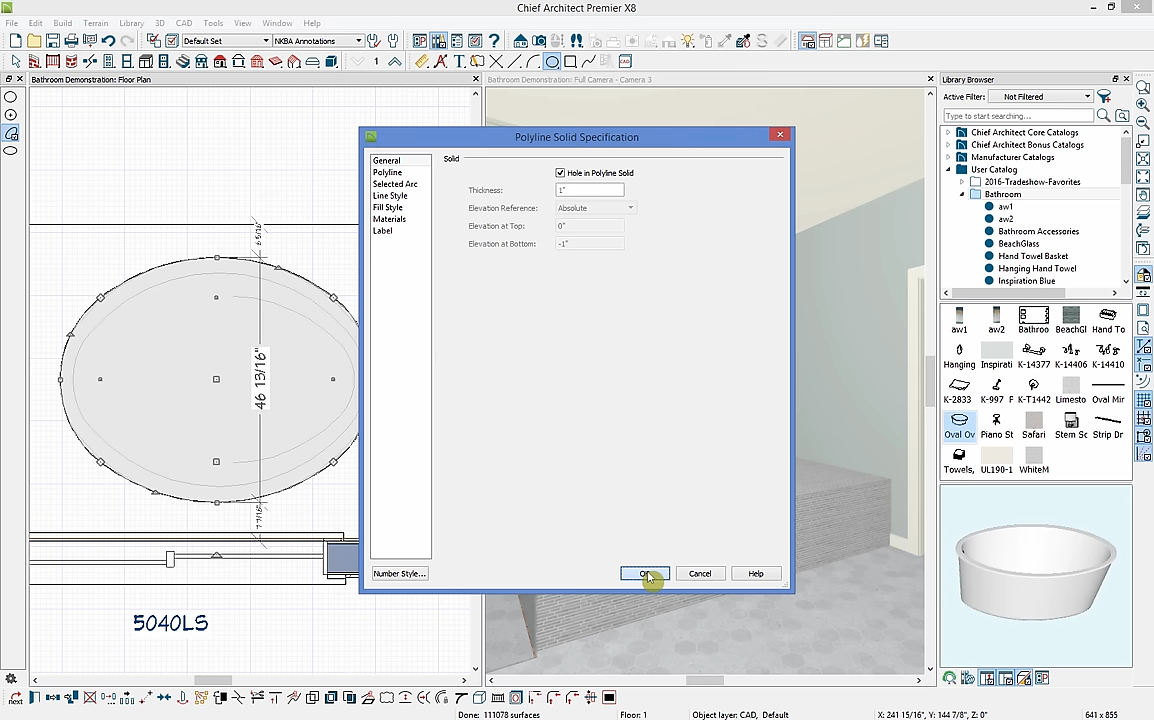 Chief Architect Premier X8
File Edit Build Terrain Library 3D CAD Tools View Window Help
Default Set NKBA Annotations
1 CAD
Bathroom Demonstration: Floor Plan
Bathroom Demonstration: Full Camera - Camera 3
Library Browser
Active Filter: Not Filtered
Type to start searching...
Chief Architect Core Catalogs
Chief Architect Bonus Catalogs
Manufacturer Catalogs
User Catalog
2016-Tradeshow-Favorites
Bathroom
aw1
aw2
Bathroom Accessories
BeachGlass
Hand Towel Basket
Hanging Hand Towel
Inspiration Blue
aw1 aw2 Bathroo BeachGl Hand To
Hanging Inspirati K-14377 K-14406 K-14410
K-2833 K-997 F K-T1442 Limesto Oval Mir
Oval Ov Piano St Safari Stem Sc Strip Dr
Towels, UL190-1 WhiteM
Polyline Solid Specification
General
Polyline
Selected Arc
Line Style
Fill Style
Materials
Label
Solid
Hole in Polyline Solid
Thickness: 1"
Elevation Reference: Absolute
Elevation at Top: 0"
Elevation at Bottom: -1"
Number Style... Cancel Help
46 13/16"
5040LS
next
Done: 111078 surfaces Floor: 1 Object layer: CAD, Default X: 241 15/16", Y: 144 7/8", Z: 0" 641 x 855